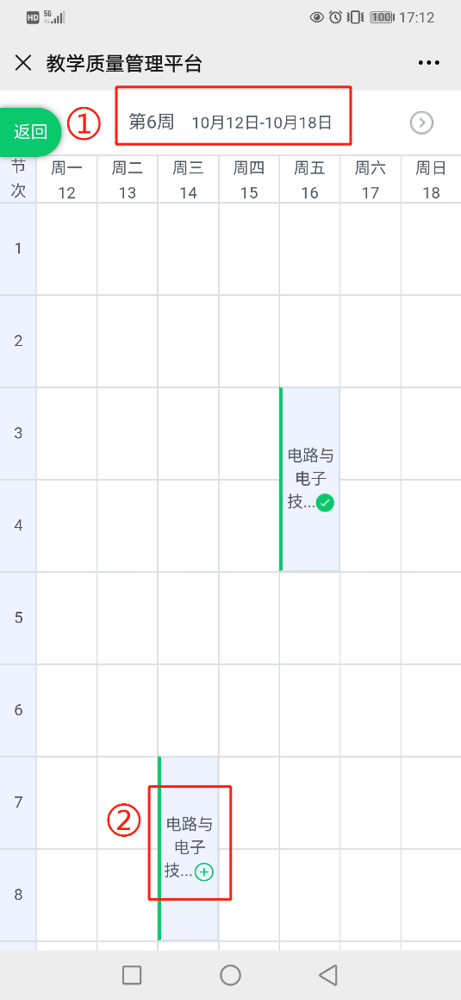 HD 5G 100 17:12
教学质量管理平台
返回 ① 第6周 10月12日-10月18日
节次 周一 周二 周三 周四 周五 周六 周日
12 13 14 15 16 17 18
1
2
3
电路与
电子
技...
4
5
6
7
② 电路与
电子
技...
8